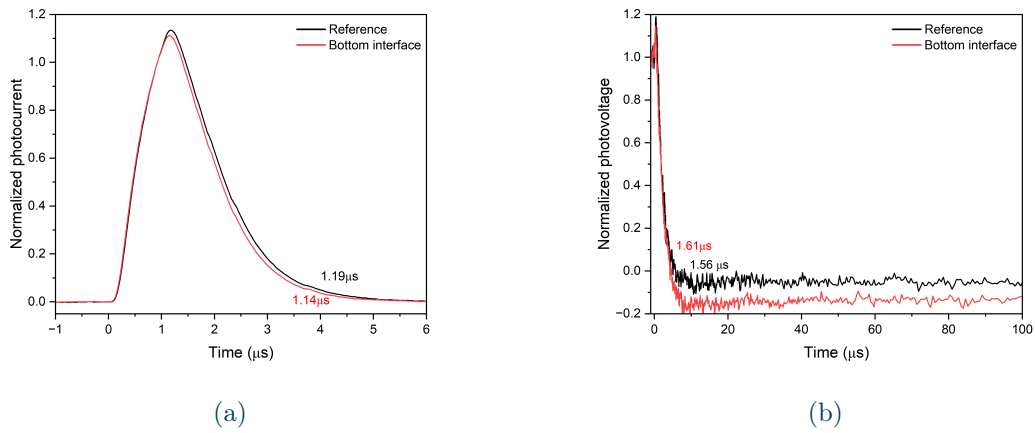 Normalized photocurrent
1.2
1.0
0.8
0.6
0.4
0.2
0.0
Reference
Bottom interface
1.19μs
1.14μs
−1 0 1 2 3 4 5 6
Time (μs)
(a)
Normalized photovoltage
1.2
1.0
0.8
0.6
0.4
0.2
−0.0
−0.2
Reference
Bottom interface
1.61μs
1.56 μs
0 20 40 60 80 100
Time (μs)
(b)